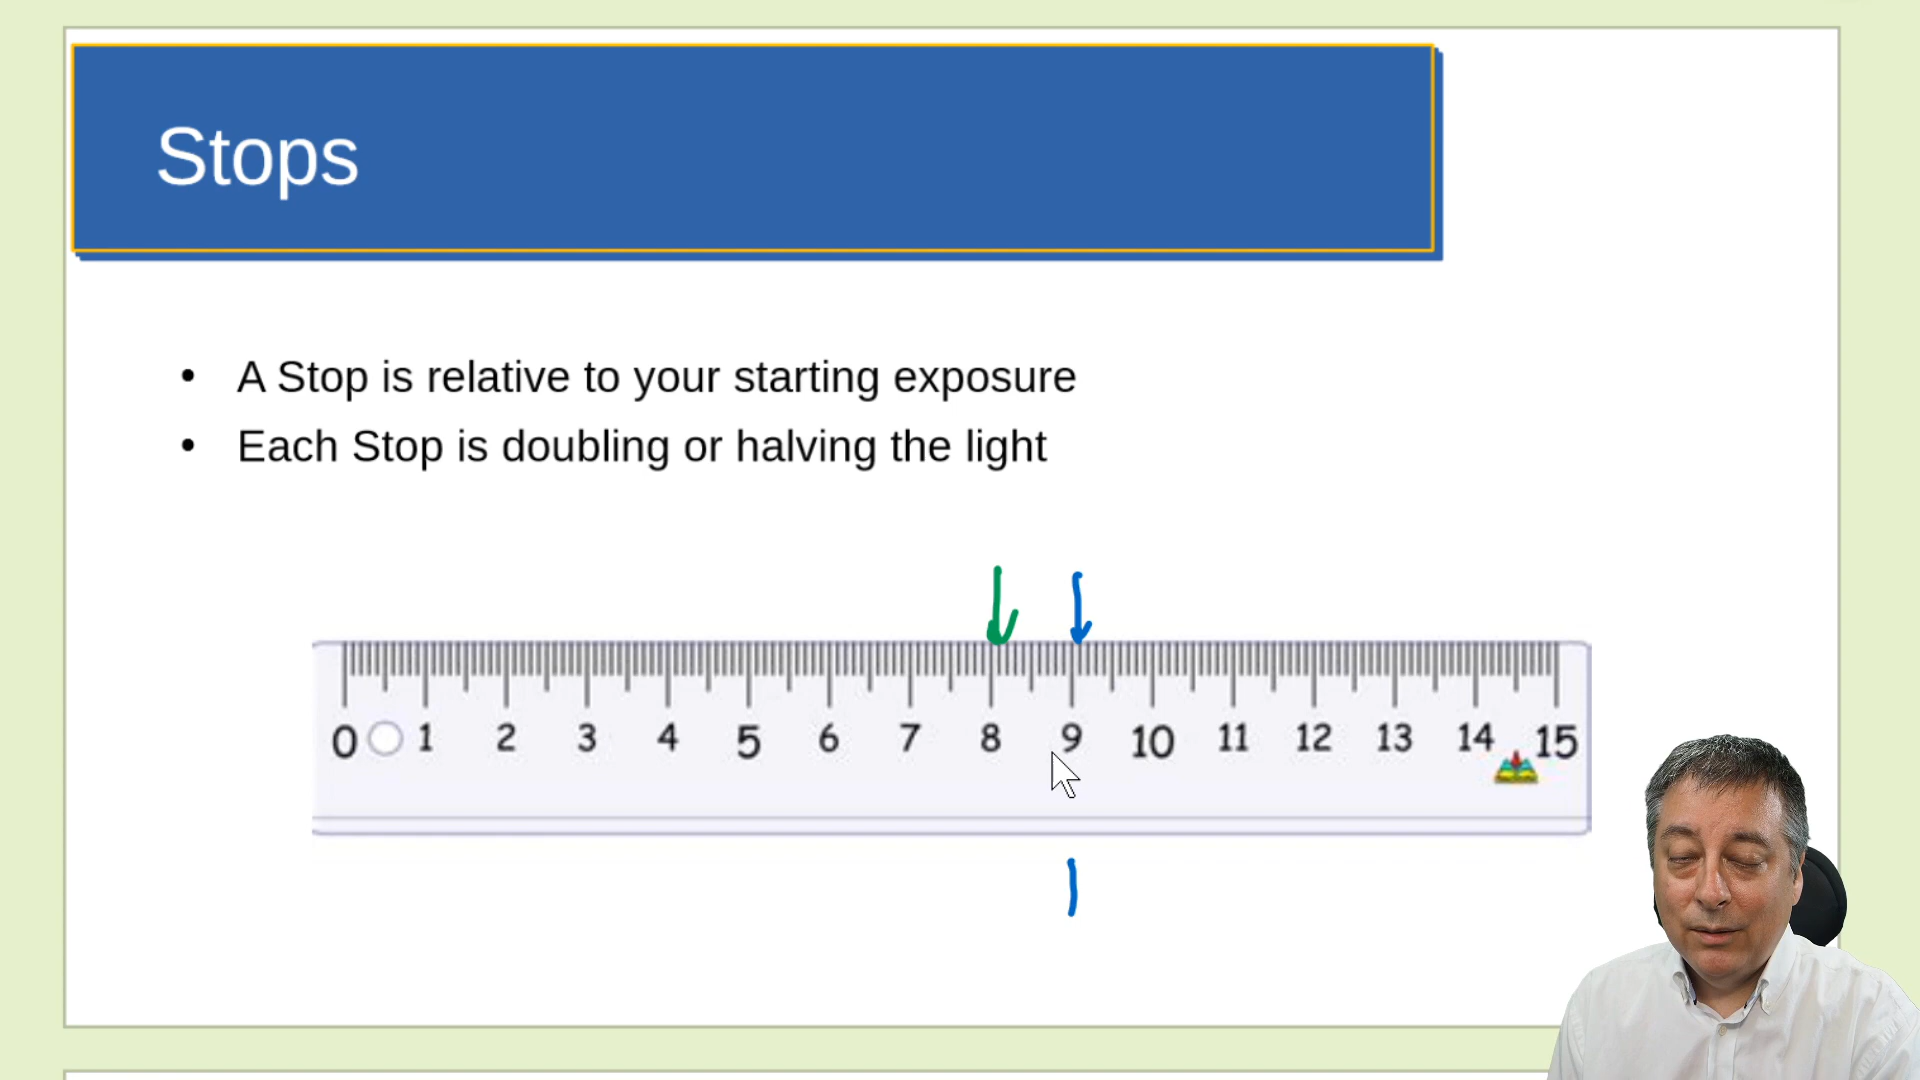 Stops
• A Stop is relative to your starting exposure
• Each Stop is doubling or halving the light
0 1 2 3 4 5 6 7 8 9 10 11 12 13 14 15